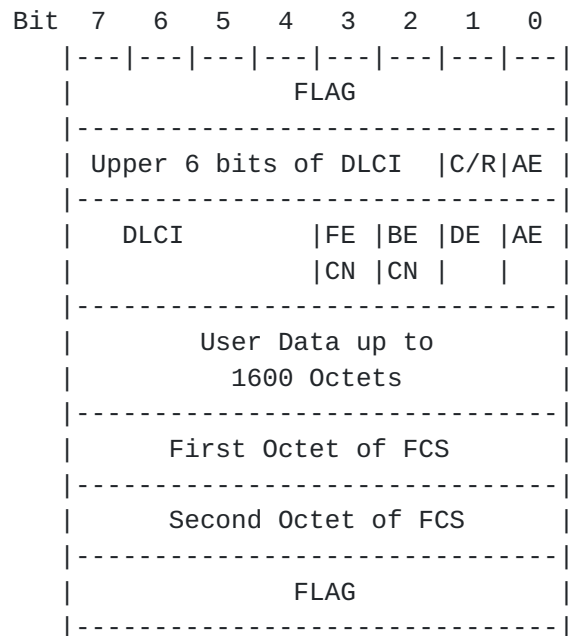 Bit 7 6 5 4 3 2 1 0
|---|---|---|---|---|---|---|---|
| FLAG |
|-------------------------------|
| Upper 6 bits of DLCI |C/R|AE |
|-------------------------------|
| DLCI |FE |BE |DE |AE |
| |CN |CN | | |
|-------------------------------|
| User Data up to |
| 1600 Octets |
|-------------------------------|
| First Octet of FCS |
|-------------------------------|
| Second Octet of FCS |
|-------------------------------|
| FLAG |
|-------------------------------|